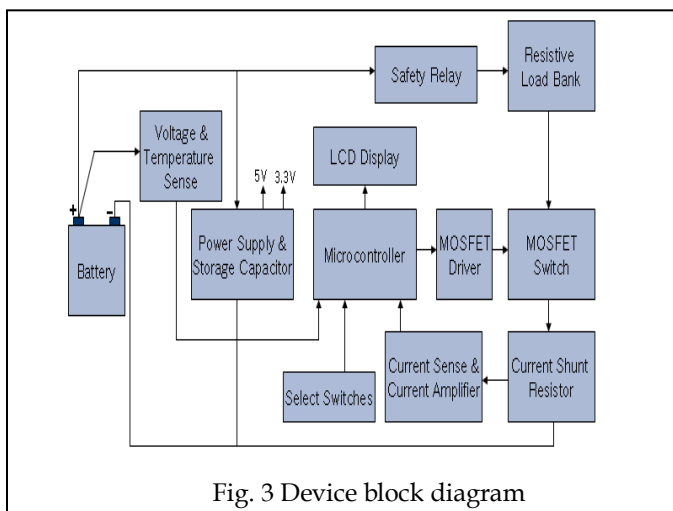 Resistive
Load Bank
Safety Relay
Voltage &
Temperature
Sense
LCD Display
5V 3.3V
+ -
Battery
Power Supply &
Storage Capacitor
Microcontroller
MOSFET
Driver
MOSFET
Switch
Select Switches
Current Sense &
Current Amplifier
Current Shunt
Resistor
Fig. 3 Device block diagram